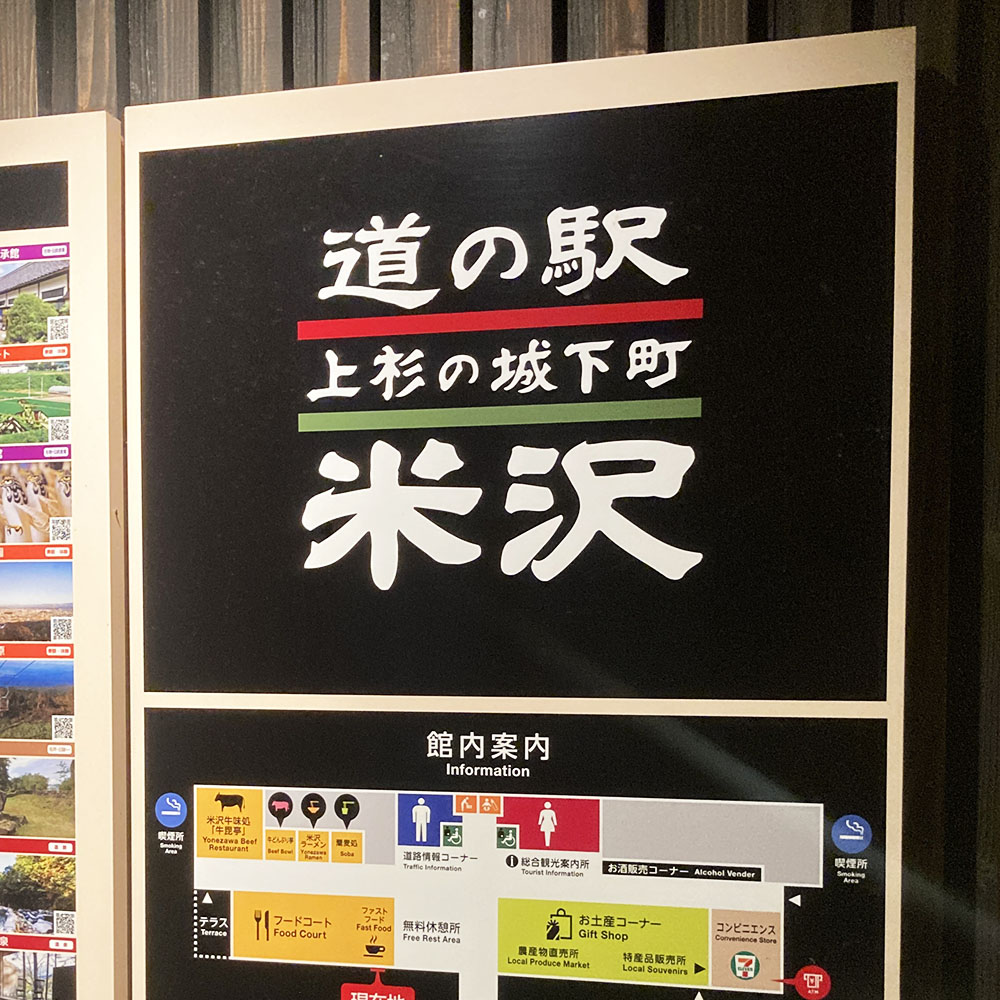 道の駅
上杉の城下町
米沢
館内案内
Information
喫煙所
Smoking
Area
米沢牛味処
「牛毘亭」
Yonezawa Beef
Restaurant
牛どんぶり亭
Beef Bowl
米沢
ラーメン
Yonezawa
Ramen
蕎麦処
Soba
道路情報コーナー
Traffic Information
総合観光案内所
Tourist Information
お酒販売コーナー Alcohol Vender
喫煙所
Smoking
Area
テラス
Terrace
フードコート
Food Court
ファスト
フード
Fast Food
無料休憩所
Free Rest Area
お土産コーナー
Gift Shop
農産物直売所
Local Produce Market
特産品販売所
Local Souvenirs
コンビニエンス
Convenience Store
7
ELEVEN
ATM
現在地